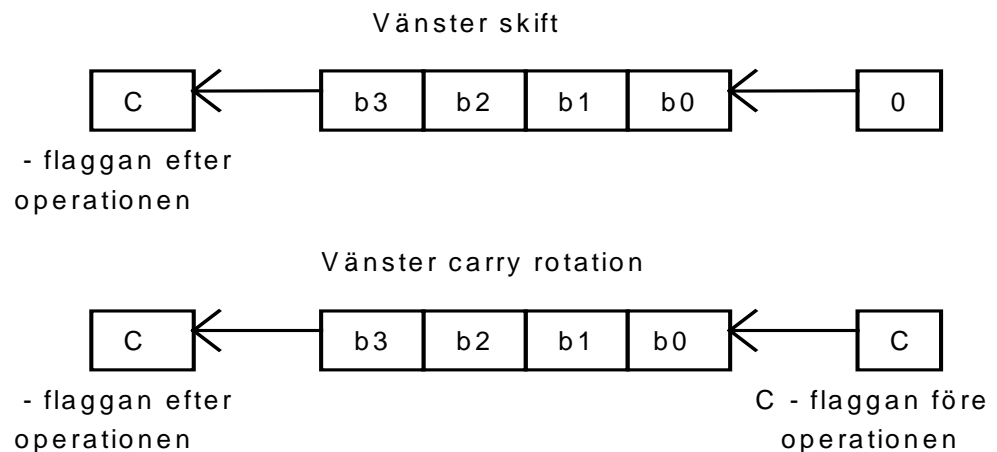 Vänster skift
C b3 b2 b1 b0 0
- flaggan efter
operationen
Vänster carry rotation
C b3 b2 b1 b0 C
- flaggan efter C - flaggan före
operationen operationen